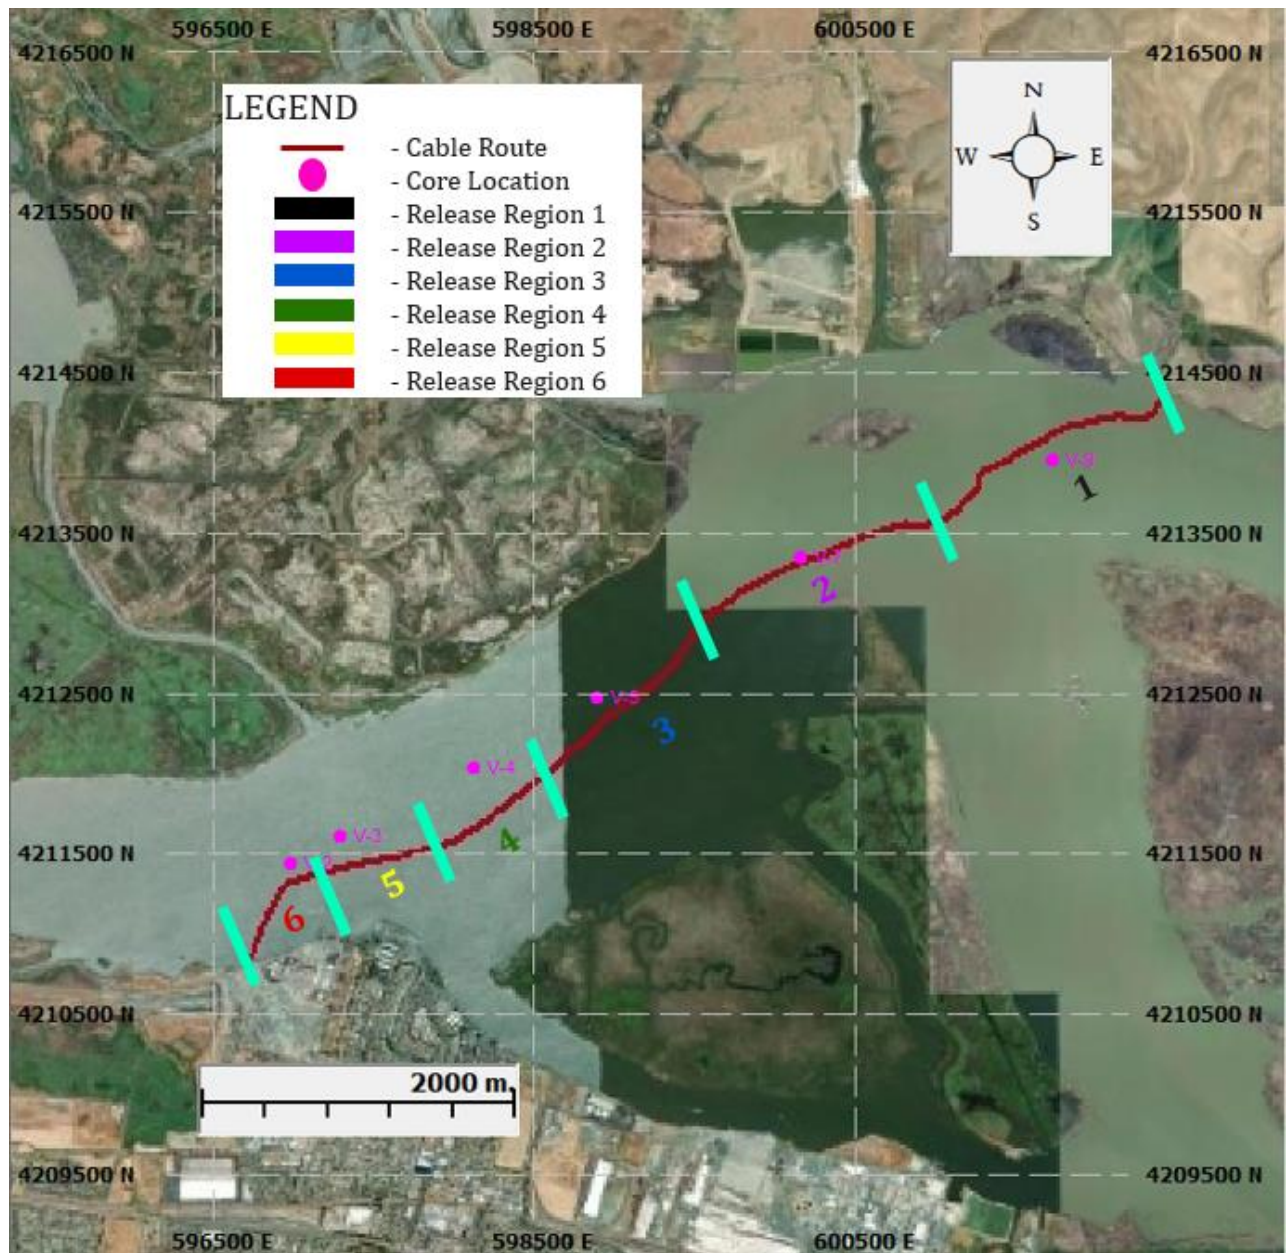 596500 E 598500 E 600500 E
4216500 N 4216500 N
LEGEND
- Cable Route
- Core Location
- Release Region 1
- Release Region 2
- Release Region 3
- Release Region 4
- Release Region 5
- Release Region 6
N
W E
S
4215500 N 4215500 N
4214500 N 4214500 N
V-9
1
4213500 N 4213500 N
2
4212500 N 4212500 N
V-5
3
V-4
V-3
4
4211500 N 4211500 N
5
6
4210500 N 4210500 N
2000 m
4209500 N 4209500 N
596500 E 598500 E 600500 E